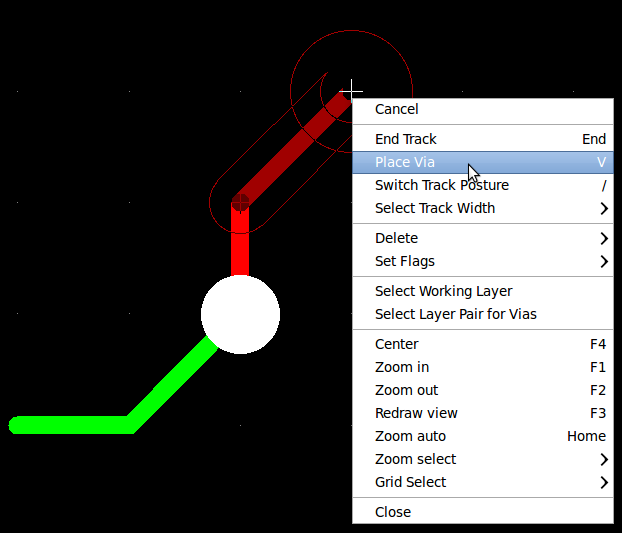 Cancel
End Track End
Place Via V
Switch Track Posture /
Select Track Width
Delete
Set Flags
Select Working Layer
Select Layer Pair for Vias
Center F4
Zoom in F1
Zoom out F2
Redraw view F3
Zoom auto Home
Zoom select
Grid Select
Close